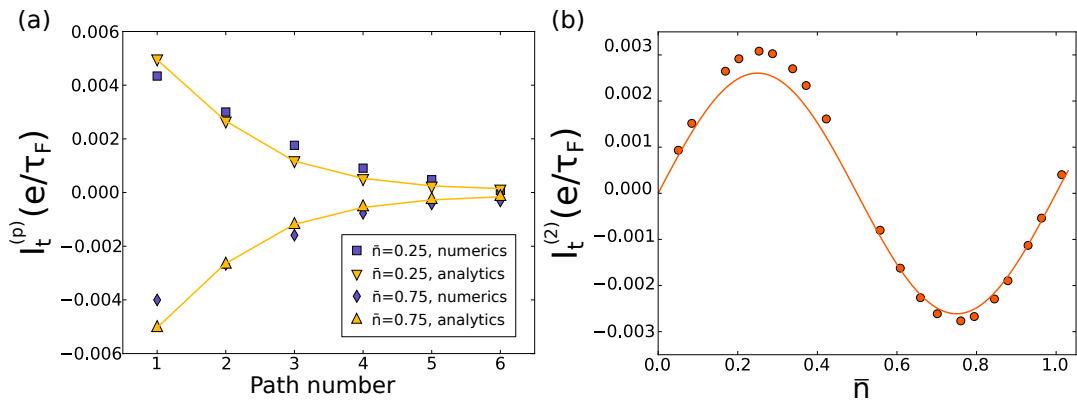 (a)
I_t^(p)(e/τ_F)
0.006
0.004
0.002
0.000
−0.002
−0.004
−0.006
1 2 3 4 5 6
Path number
n̄=0.25, numerics
n̄=0.25, analytics
n̄=0.75, numerics
n̄=0.75, analytics
(b)
I_t^(2)(e/τ_F)
0.003
0.002
0.001
0.000
−0.001
−0.002
−0.003
0.0 0.2 0.4 0.6 0.8 1.0
n̄